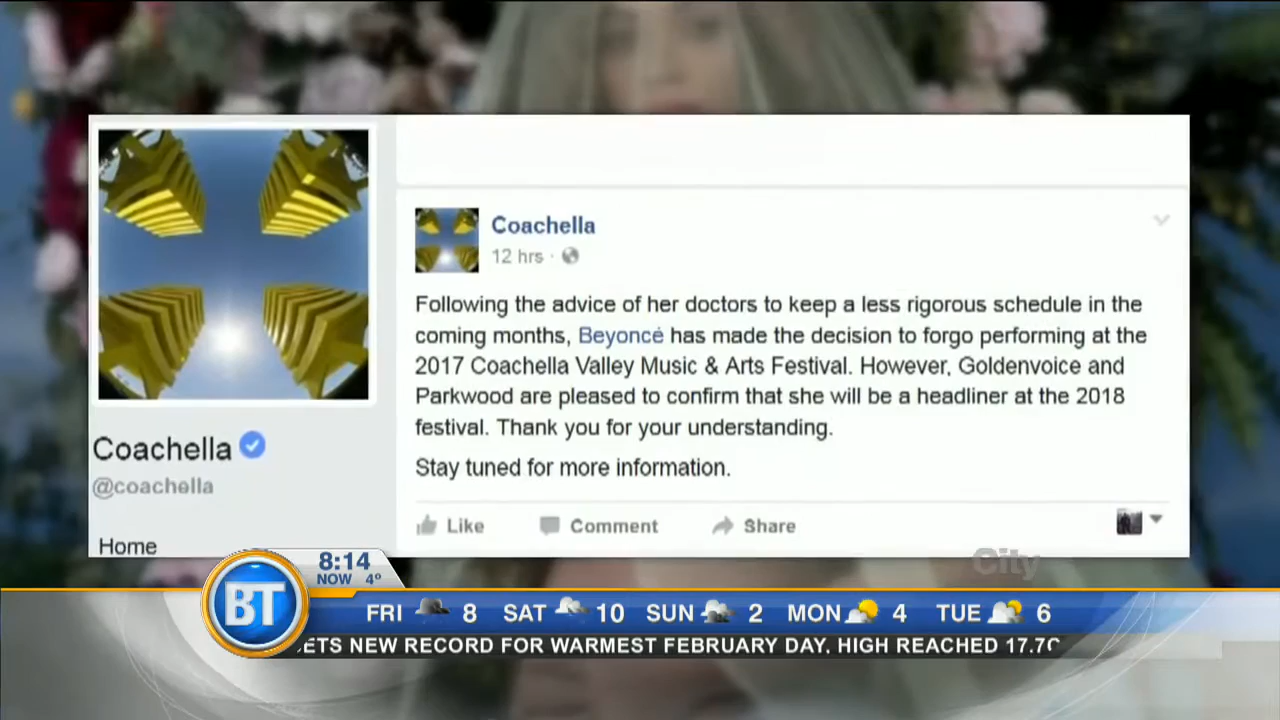 Coachella
12 hrs
Following the advice of her doctors to keep a less rigorous schedule in the
coming months, Beyoncé has made the decision to forgo performing at the
2017 Coachella Valley Music & Arts Festival. However, Goldenvoice and
Parkwood are pleased to confirm that she will be a headliner at the 2018
festival. Thank you for your understanding.
Stay tuned for more information.
Like Comment Share
Coachella
@coachella
Home
City
8:14
NOW 4°
BT
FRI 8 SAT 10 SUN 2 MON 4 TUE 6
ETS NEW RECORD FOR WARMEST FEBRUARY DAY. HIGH REACHED 17.7